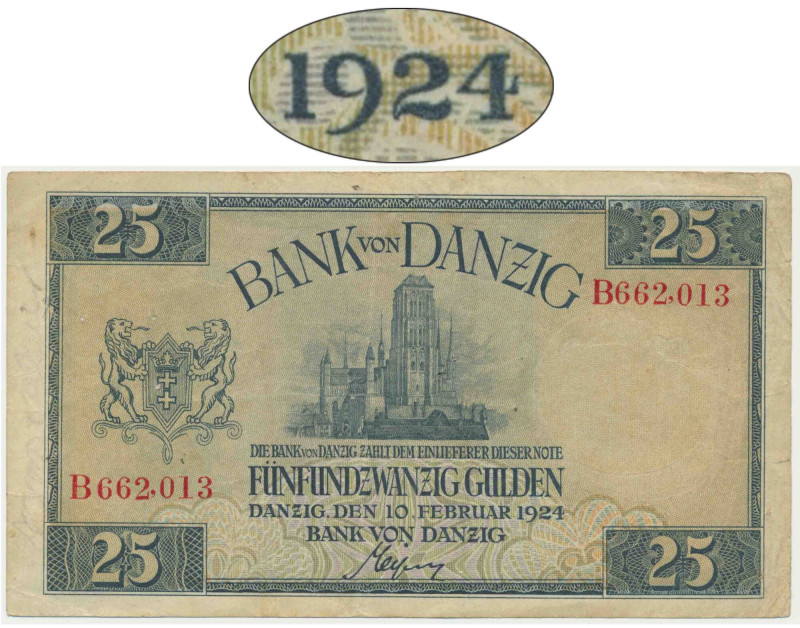 1924
25
25
BANK VON DANZIG
B662,013
DIE BANK VON DANZIG ZAHLT DEM EINLIEFERER DIESER NOTE
B662,013
FÜNFUNDZWANZIG GULDEN
DANZIG, DEN 10. FEBRUAR 1924
BANK VON DANZIG
25
25